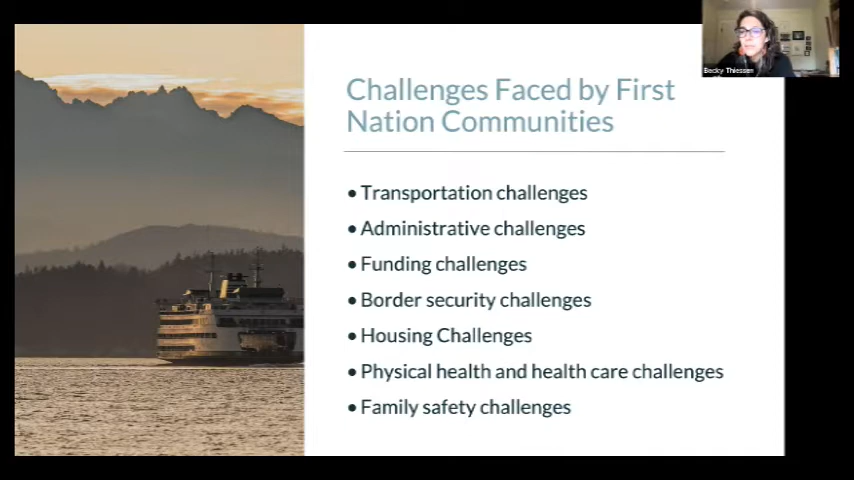 Becky Thiessen
Challenges Faced by First
Nation Communities
• Transportation challenges
• Administrative challenges
• Funding challenges
• Border security challenges
• Housing Challenges
• Physical health and health care challenges
• Family safety challenges